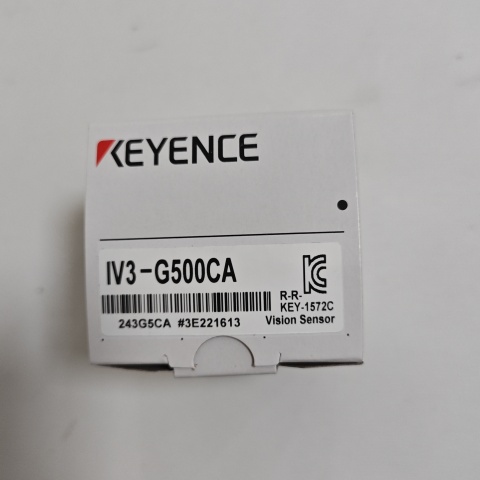 KEYENCE
IV3-G500CA
R-R-
KEY-1572C
243G5CA #3E221613
Vision Sensor